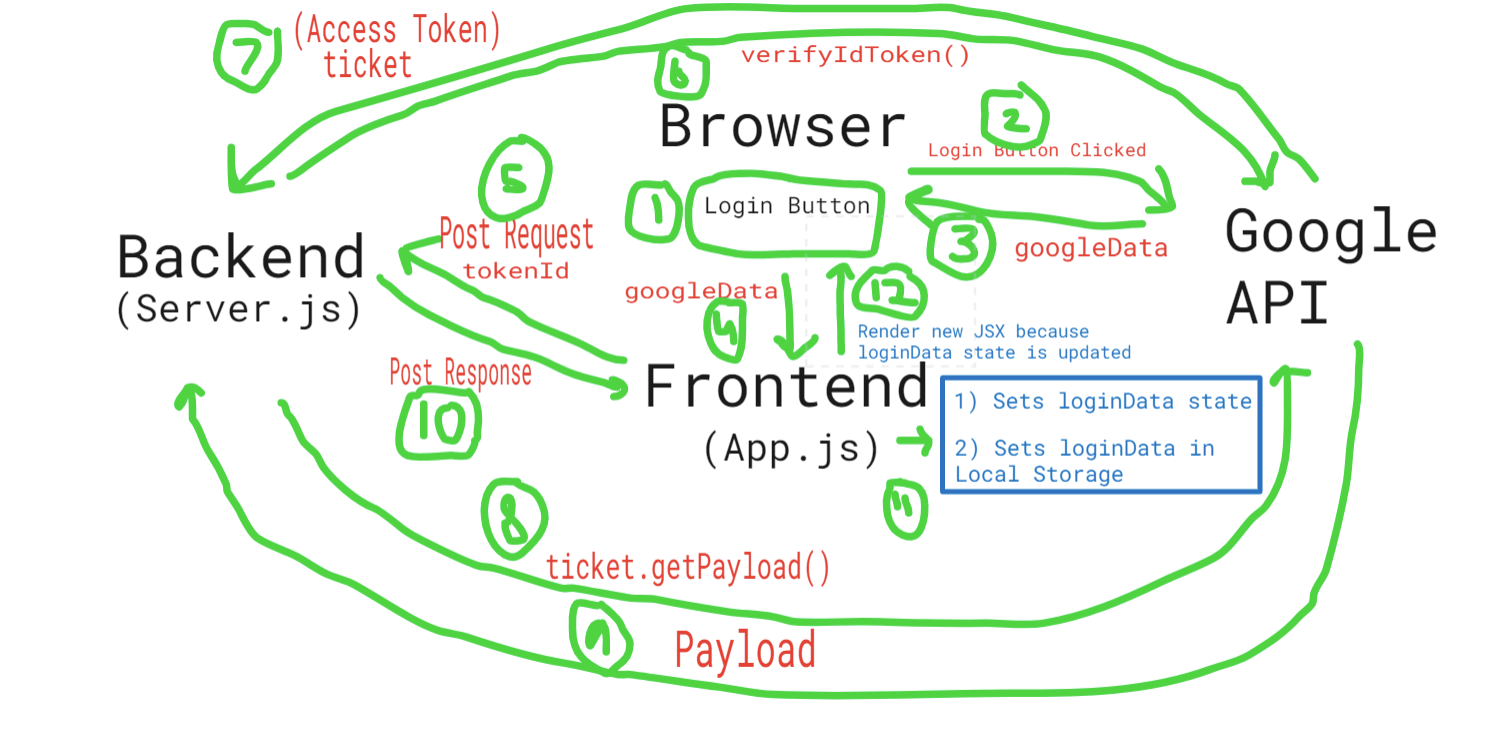 7
(Access Token)
ticket
6
verifyIdToken()
Browser
2
Login Button Clicked
5
1
Login Button
3
googleData
Google
API
Post Request
tokenId
Backend
(Server.js)
googleData
4
12
Render new JSX because
loginData state is updated
Post Response
10
Frontend
(App.js)
1) Sets loginData state
2) Sets loginData in
Local Storage
11
8
ticket.getPayload()
9
Payload